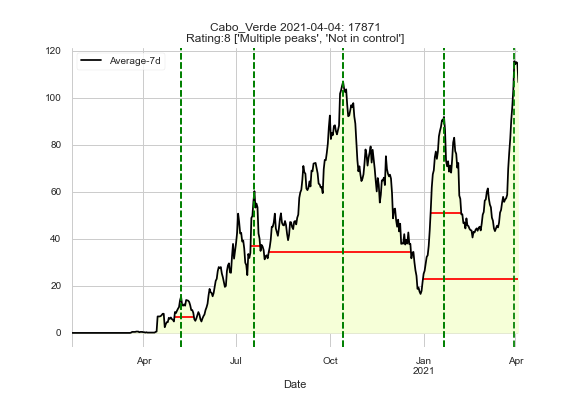 Cabo_Verde 2021-04-04: 17871
Rating:8 ['Multiple peaks', 'Not in control']
Average-7d
120
100
80
60
40
20
0
Apr
Jul
Oct
Jan
2021
Apr
Date